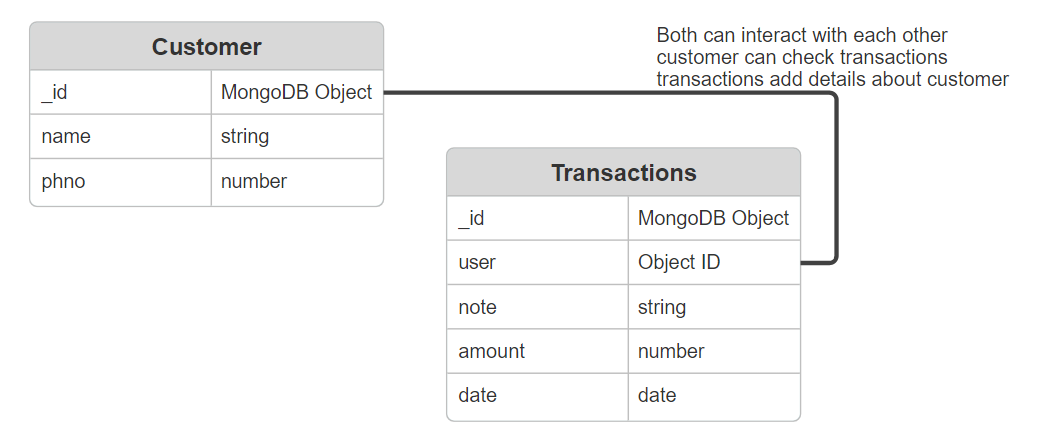 Customer
_id MongoDB Object
name string
phno number
Both can interact with each other
customer can check transactions
transactions add details about customer
Transactions
_id MongoDB Object
user Object ID
note string
amount number
date date